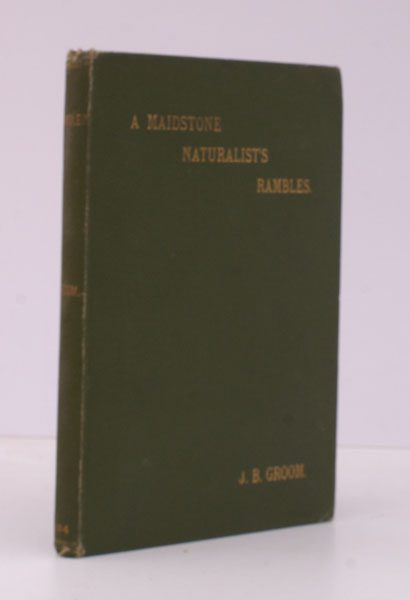 A MAIDSTONE
NATURALIST'S
RAMBLES.
J. B. GROOM.